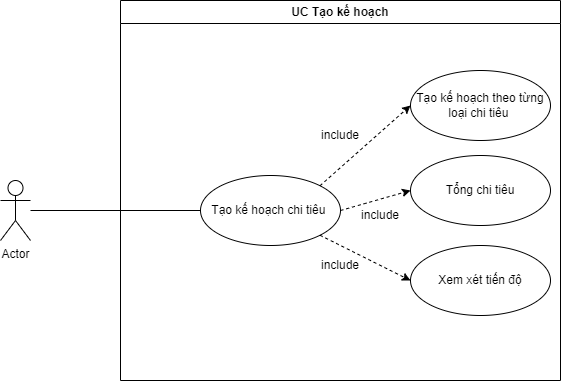 UC Tạo kế hoạch
Tạo kế hoạch theo từng
loại chi tiêu
include
Tổng chi tiêu
Tạo kế hoạch chi tiêu
include
Actor
include
Xem xét tiến độ